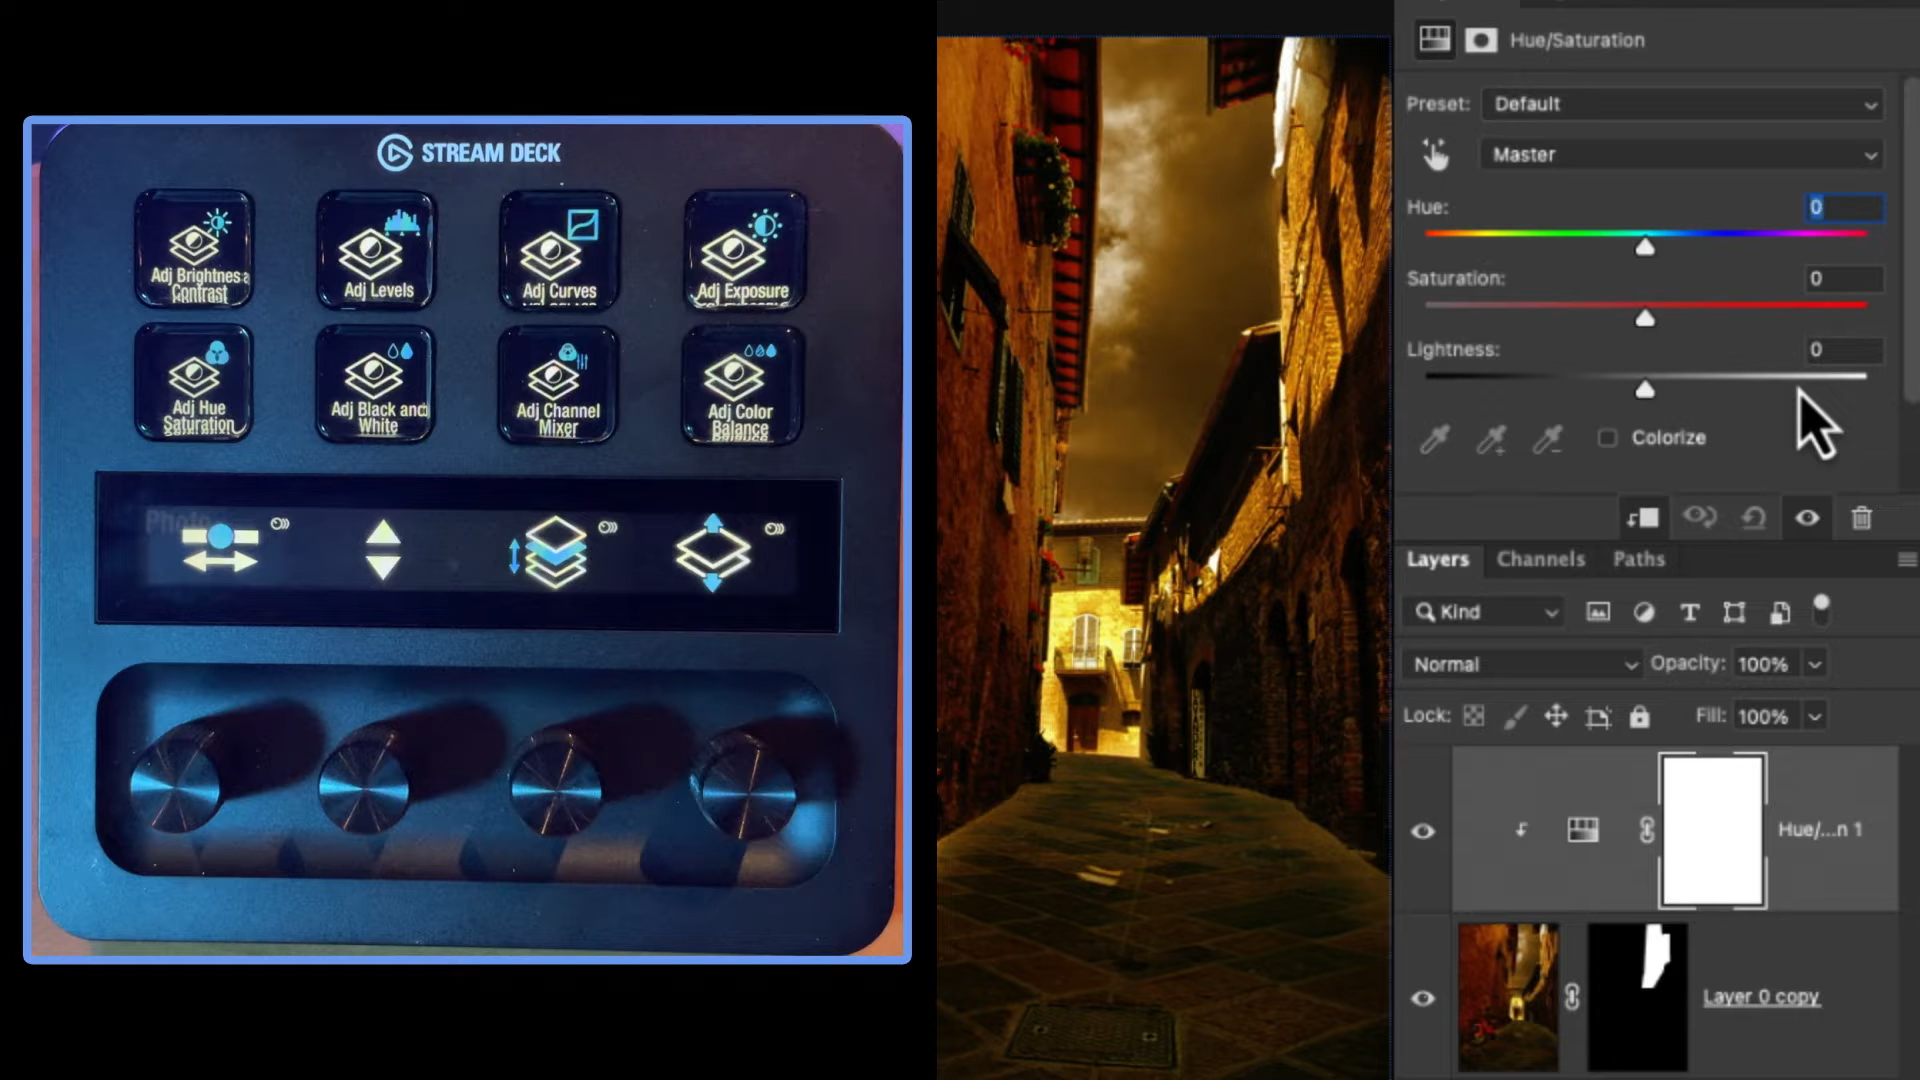 STREAM DECK
Adj Brightnes a
Contrast
Adj Levels
Adj Curves
Adj Exposure
Adj Hue
Saturation
Adj Black and
White
Adj Channel
Mixer
Adj Color
Balance
Hue/Saturation
Preset: Default
Master
Hue: 0
Saturation: 0
Lightness: 0
Colorize
Layers Channels Paths
Kind
Normal Opacity: 100%
Lock: Fill: 100%
Hue/...n 1
Layer 0 copy